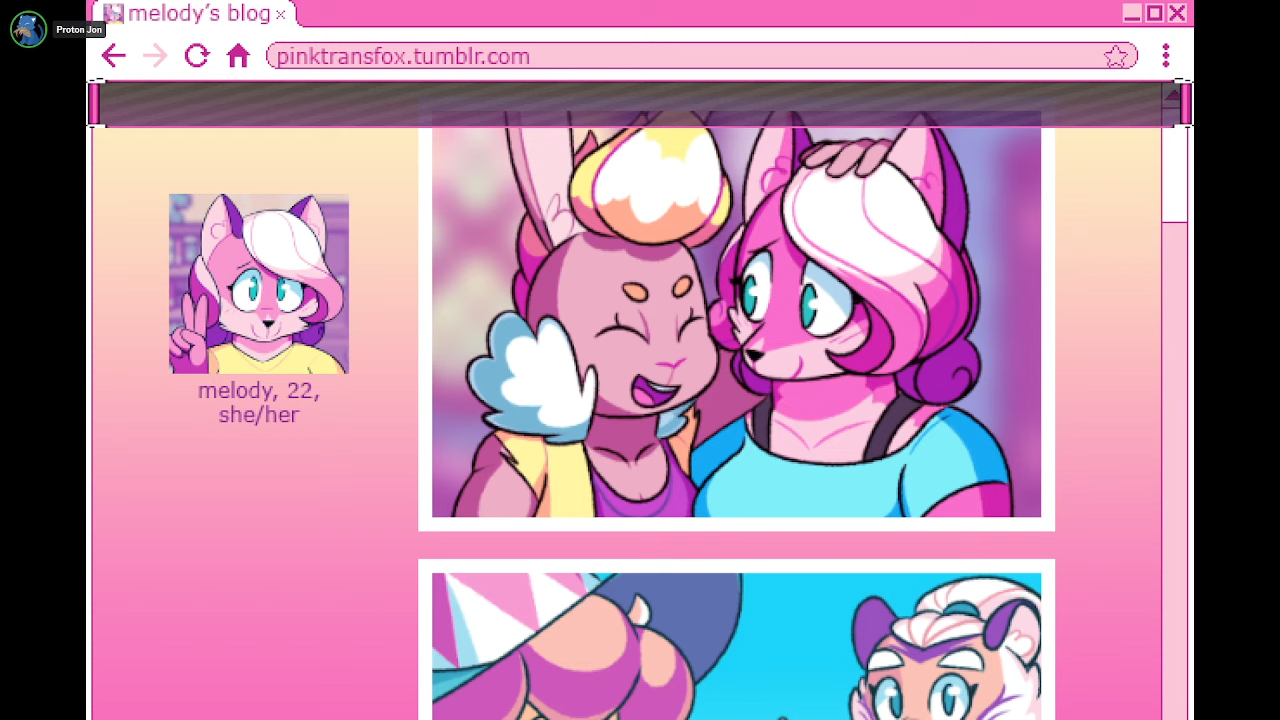 melody's blog
Proton Jon
pinktransfox.tumblr.com
melody, 22,
she/her